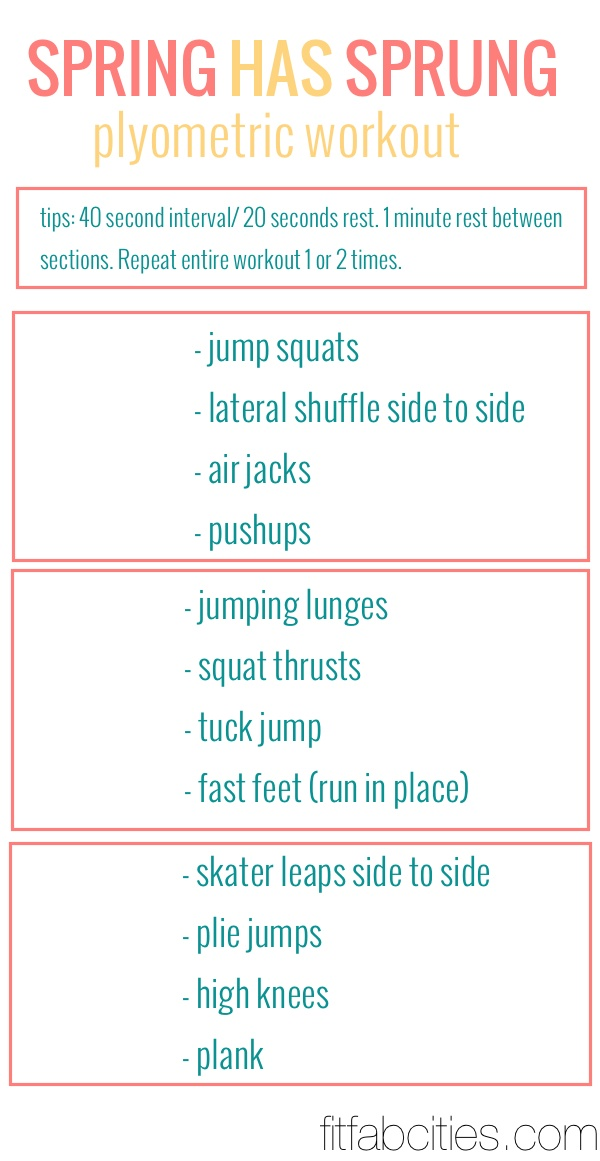 SPRING HAS SPRUNG
plyometric workout
tips: 40 second interval/ 20 seconds rest. 1 minute rest between
sections. Repeat entire workout 1 or 2 times.
- jump squats
- lateral shuffle side to side
- air jacks
- pushups
- jumping lunges
- squat thrusts
- tuck jump
- fast feet (run in place)
- skater leaps side to side
- plie jumps
- high knees
- plank
fitfabcities.com